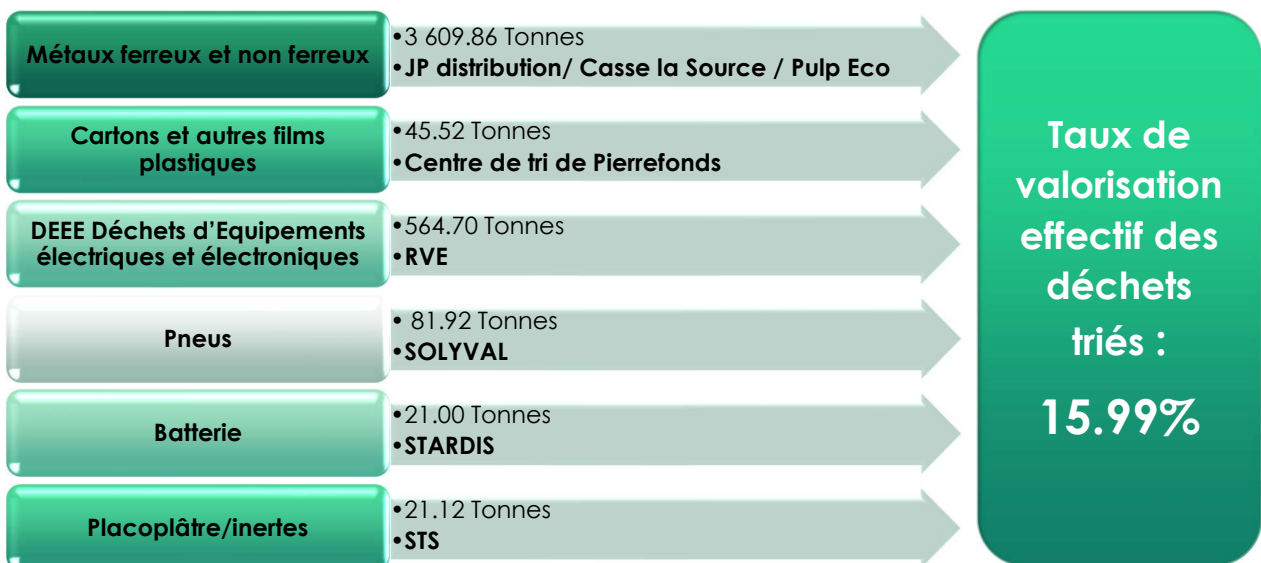 Métaux ferreux et non ferreux
•3 609.86 Tonnes
•JP distribution/ Casse la Source / Pulp Eco
Cartons et autres films
plastiques
•45.52 Tonnes
•Centre de tri de Pierrefonds
DEEE Déchets d'Equipements
électriques et électroniques
•564.70 Tonnes
•RVE
Pneus
• 81.92 Tonnes
•SOLYVAL
Batterie
•21.00 Tonnes
•STARDIS
Placoplâtre/inertes
•21.12 Tonnes
•STS
Taux de
valorisation
effectif des
déchets
triés :
15.99%